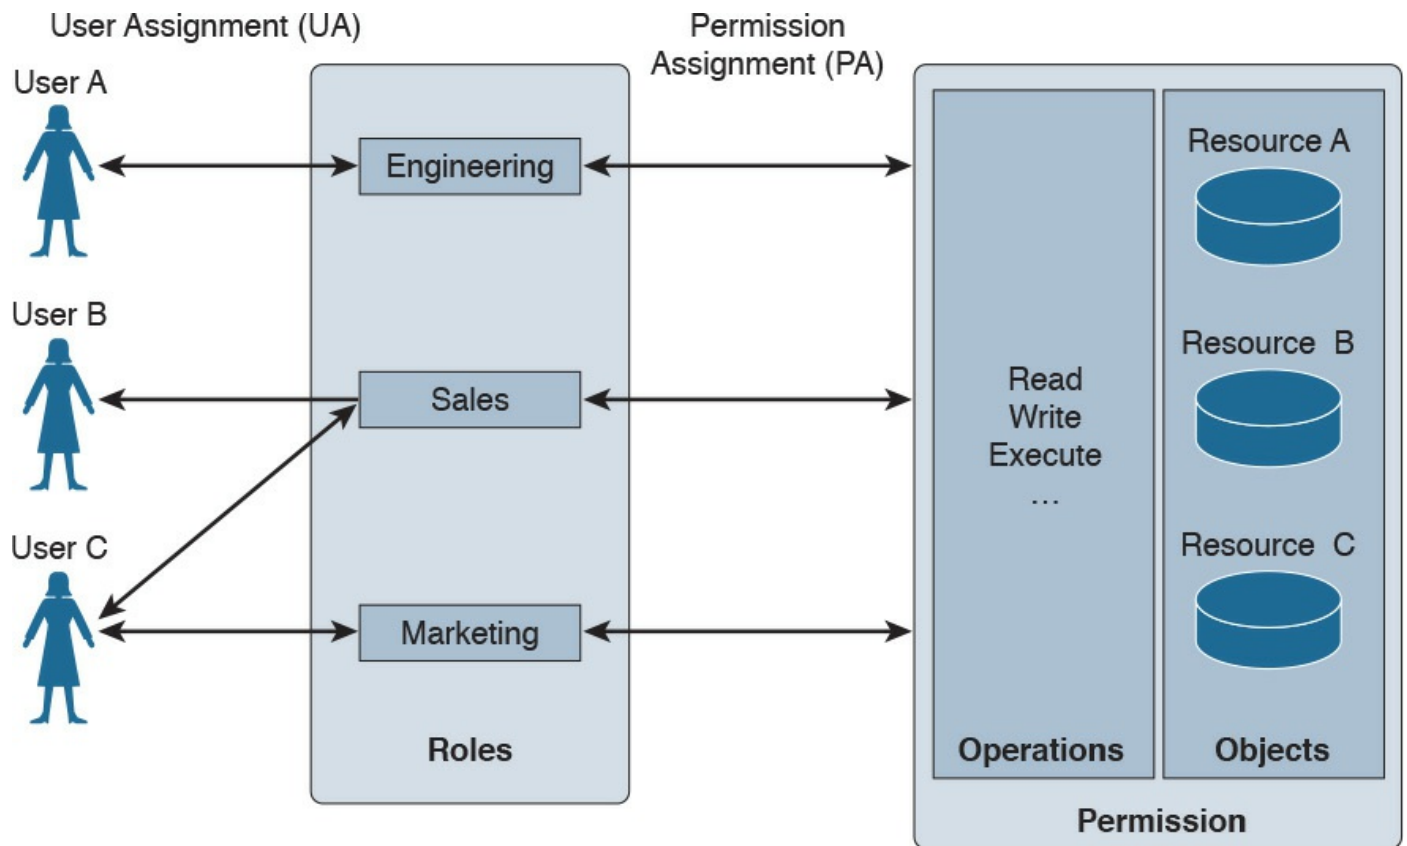 User Assignment (UA)
Permission
Assignment (PA)
User A
Engineering
Resource A
User B
Sales
Resource B
Read
Write
Execute
...
User C
Marketing
Resource C
Roles
Operations
Objects
Permission